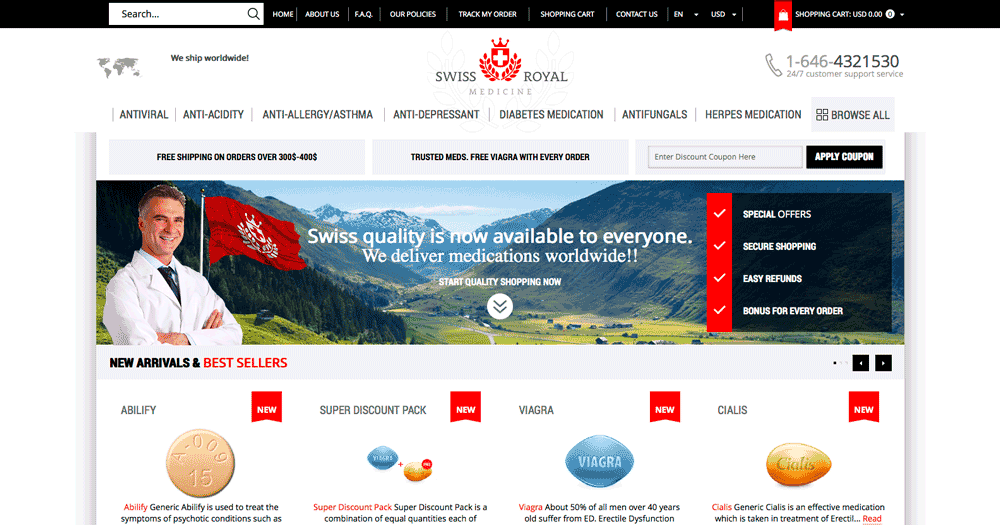 Search...
HOME ABOUT US F.A.Q. OUR POLICIES TRACK MY ORDER SHOPPING CART CONTACT US EN USD SHOPPING CART: USD 0.00 0
We ship worldwide!
SWISS ROYAL
MEDICINE
1-646-4321530
24/7 customer support service
ANTIVIRAL ANTI-ACIDITY ANTI-ALLERGY/ASTHMA ANTI-DEPRESSANT DIABETES MEDICATION ANTIFUNGALS HERPES MEDICATION BROWSE ALL
FREE SHIPPING ON ORDERS OVER 300$-400$
TRUSTED MEDS. FREE VIAGRA WITH EVERY ORDER
Enter Discount Coupon Here APPLY COUPON
Swiss quality is now available to everyone.
We deliver medications worldwide!!
START QUALITY SHOPPING NOW
SPECIAL OFFERS
SECURE SHOPPING
EASY REFUNDS
BONUS FOR EVERY ORDER
NEW ARRIVALS & BEST SELLERS
ABILIFY NEW
A-009
15
Abilify Generic Abilify is used to treat the
symptoms of psychotic conditions such as
SUPER DISCOUNT PACK NEW
VIAGRA +
Super Discount Pack Super Discount Pack is a
combination of equal quantities each of
VIAGRA NEW
VIAGRA
Viagra About 50% of all men over 40 years
old suffer from ED. Erectile Dysfunction
CIALIS NEW
Cialis
Cialis Generic Cialis is an effective medication
which is taken in treatment of Erectil... Read